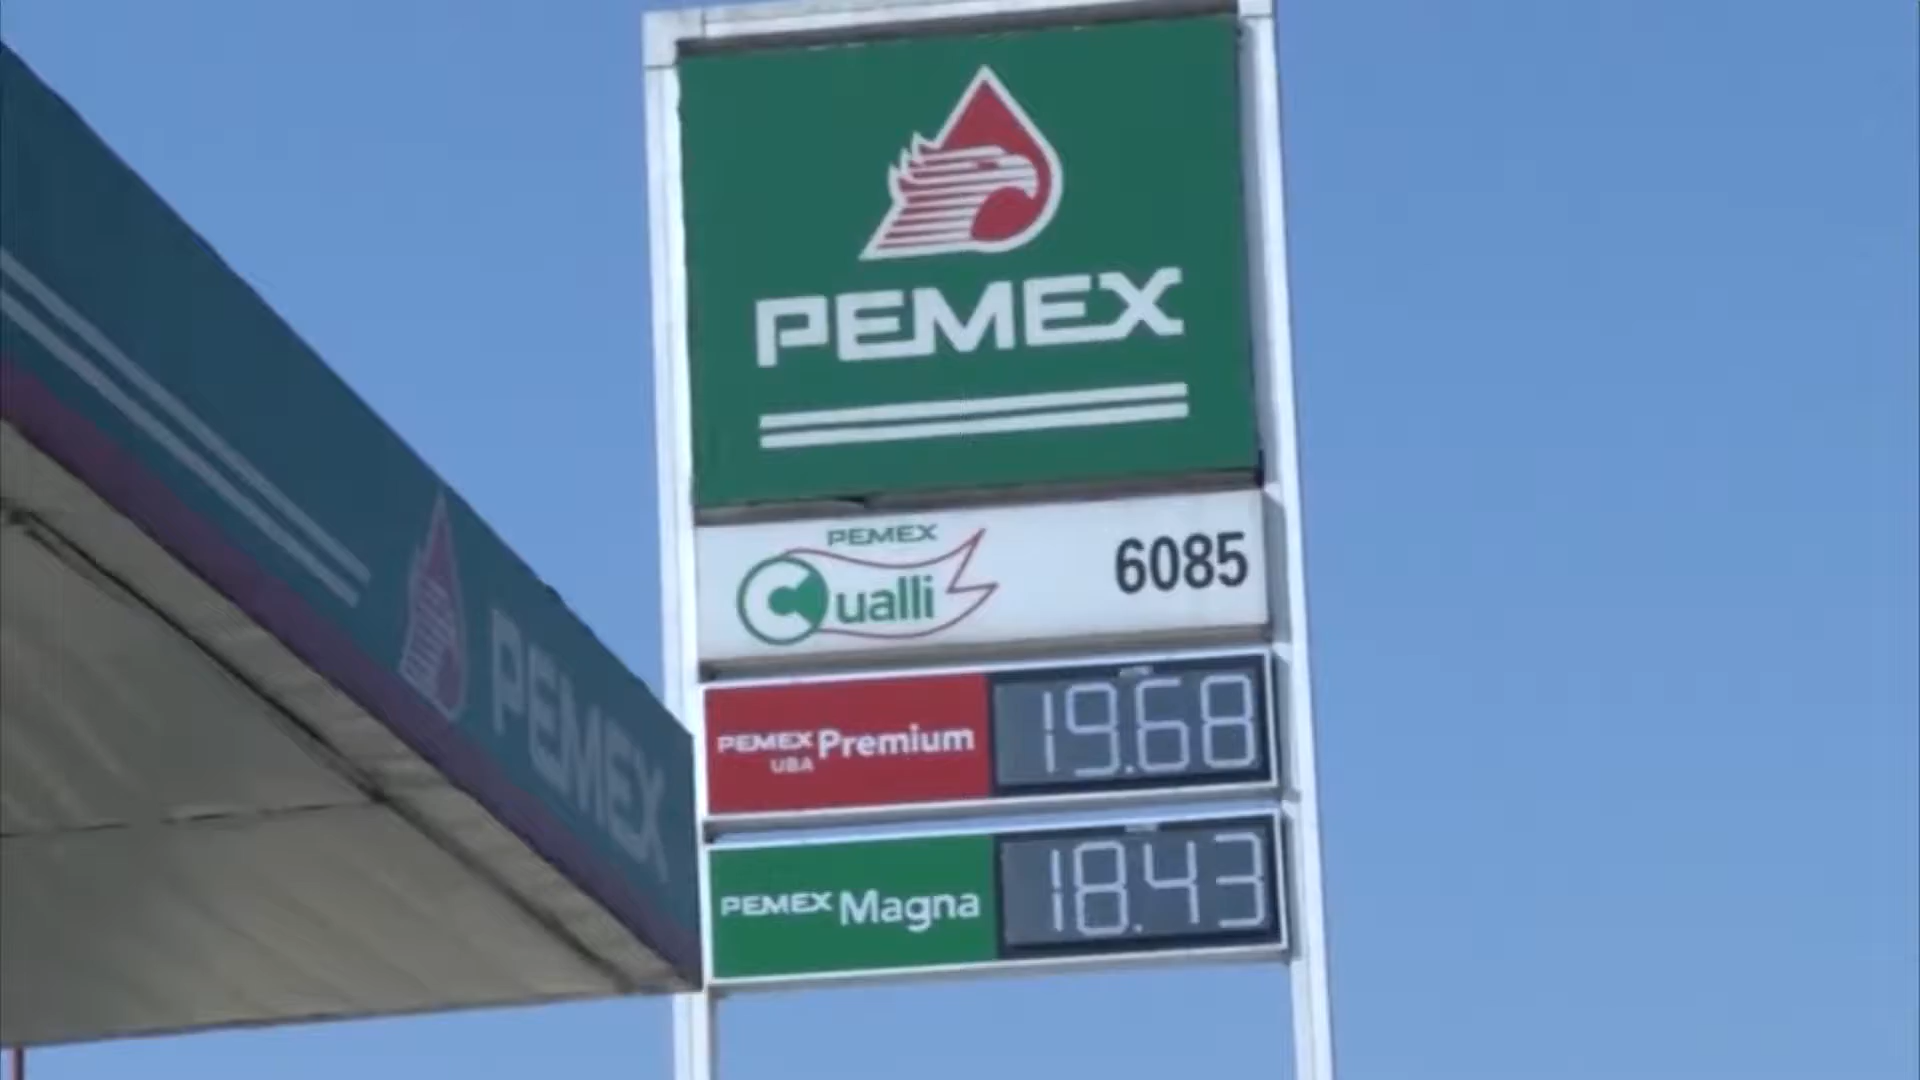 PEMEX
PEMEX
Cualli
6085
PEMEX Premium
UBA
19.68
PEMEX Magna
18.43
PEMEX